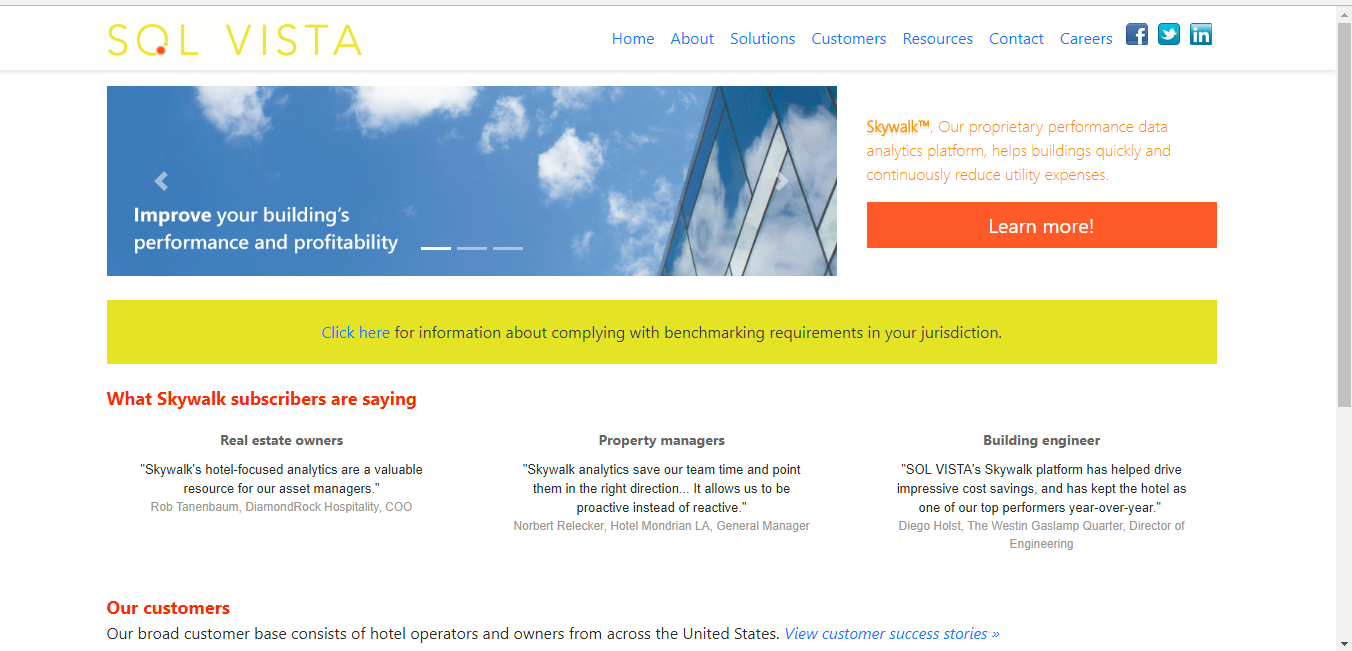 SOL VISTA
Home About Solutions Customers Resources Contact Careers
Improve your building's
performance and profitability
Skywalk™, Our proprietary performance data
analytics platform, helps buildings quickly and
continuously reduce utility expenses.
Learn more!
Click here for information about complying with benchmarking requirements in your jurisdiction.
What Skywalk subscribers are saying
Real estate owners
"Skywalk's hotel-focused analytics are a valuable
resource for our asset managers."
Rob Tanenbaum, DiamondRock Hospitality, COO
Property managers
"Skywalk analytics save our team time and point
them in the right direction... It allows us to be
proactive instead of reactive."
Norbert Relecker, Hotel Mondrian LA, General Manager
Building engineer
"SOL VISTA's Skywalk platform has helped drive
impressive cost savings, and has kept the hotel as
one of our top performers year-over-year."
Diego Holst, The Westin Gaslamp Quarter, Director of
Engineering
Our customers
Our broad customer base consists of hotel operators and owners from across the United States. View customer success stories »